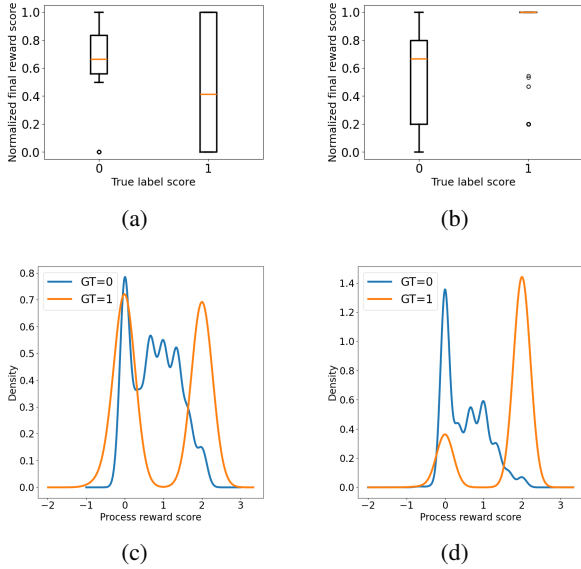 Normalized final reward score
1.0
0.8
0.6
0.4
0.2
0.0
0
1
True label score
(a)
Normalized final reward score
1.0
0.8
0.6
0.4
0.2
0.0
0
1
True label score
(b)
Density
0.8
0.7
0.6
0.5
0.4
0.3
0.2
0.1
0.0
GT=0
GT=1
−2 −1 0 1 2 3
Process reward score
(c)
Density
1.4
1.2
1.0
0.8
0.6
0.4
0.2
0.0
GT=0
GT=1
−2 −1 0 1 2 3
Process reward score
(d)